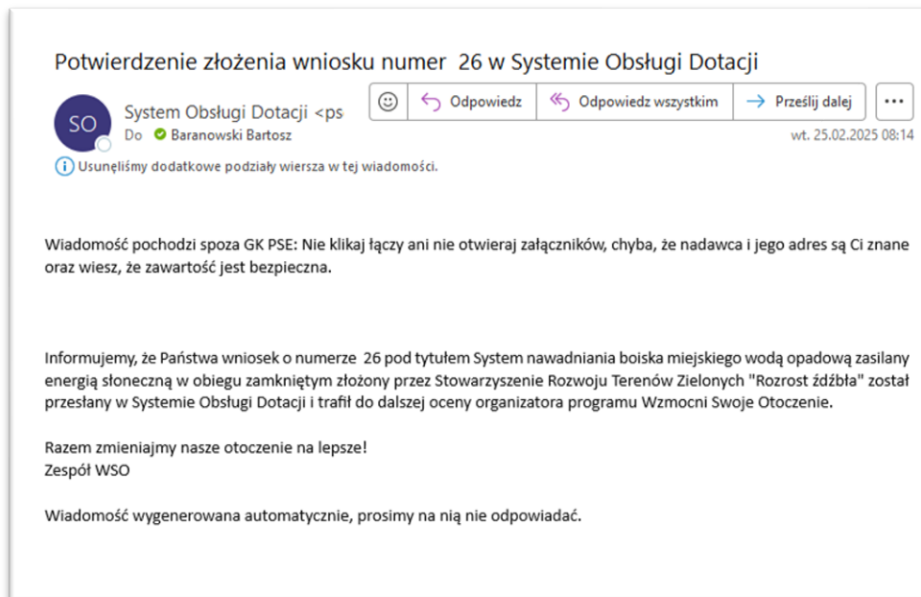 Potwierdzenie złożenia wniosku numer  26 w Systemie Obsługi Dotacji
SO
System Obsługi Dotacji <ps
Odpowiedz
Odpowiedz wszystkim
Prześlij dalej
Do Baranowski Bartosz
wt. 25.02.2025 08:14
Usunęliśmy dodatkowe podziały wiersza w tej wiadomości.
Wiadomość pochodzi spoza GK PSE: Nie klikaj łączy ani nie otwieraj załączników, chyba, że nadawca i jego adres są Ci znane
oraz wiesz, że zawartość jest bezpieczna.
Informujemy, że Państwa wniosek o numerze  26 pod tytułem System nawadniania boiska miejskiego wodą opadową zasilany
energią słoneczną w obiegu zamkniętym złożony przez Stowarzyszenie Rozwoju Terenów Zielonych "Rozrost źdźbła" został
przesłany w Systemie Obsługi Dotacji i trafił do dalszej oceny organizatora programu Wzmocni Swoje Otoczenie.
Razem zmieniajmy nasze otoczenie na lepsze!
Zespół WSO
Wiadomość wygenerowana automatycznie, prosimy na nią nie odpowiadać.